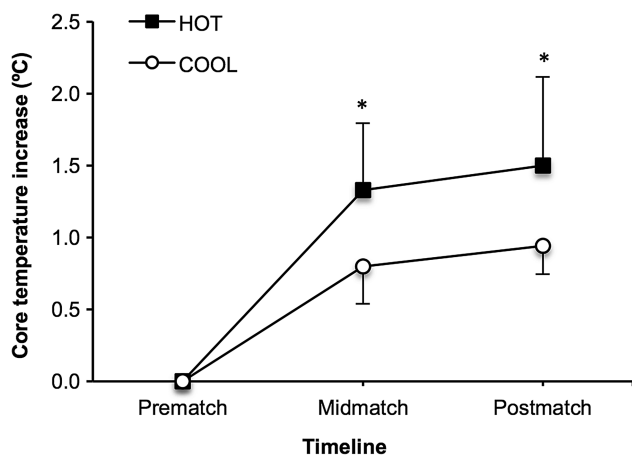 HOT
COOL
Core temperature increase (ºC)
2.5
2.0
1.5
1.0
0.5
0.0
*
*
Prematch Midmatch Postmatch
Timeline